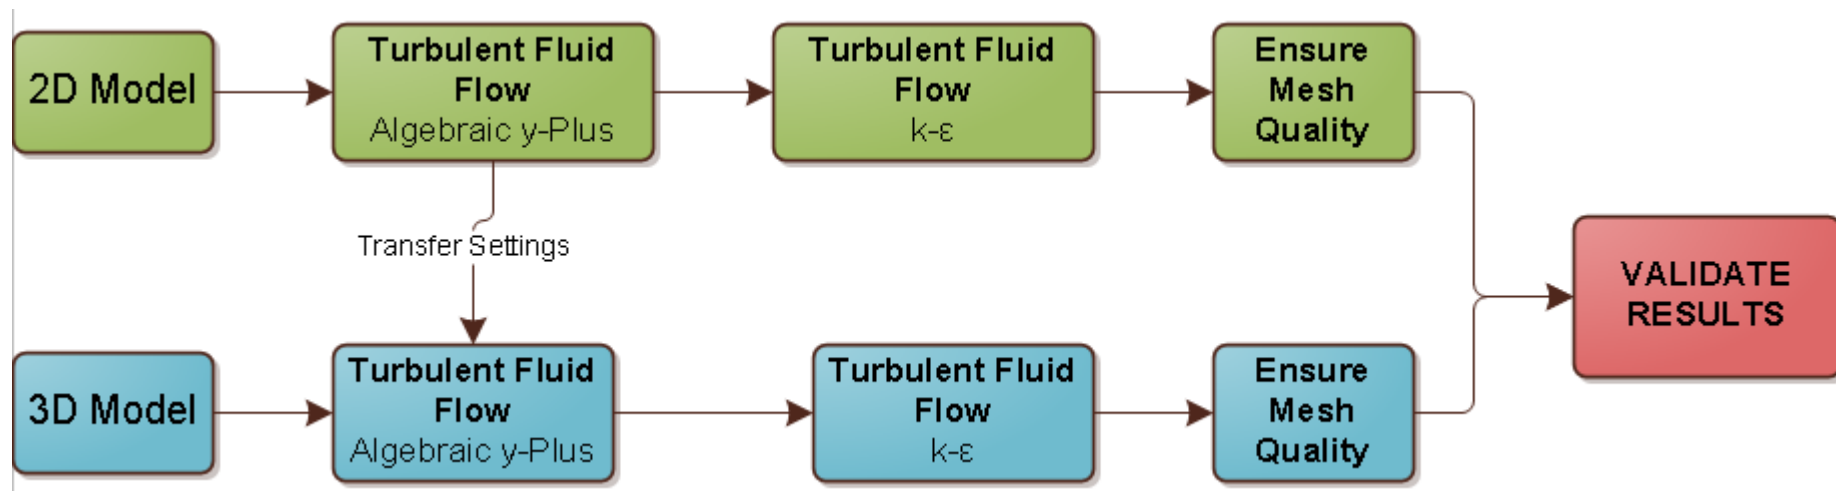 2D Model
Turbulent Fluid
Flow
Algebraic y-Plus
Turbulent Fluid
Flow
k-ε
Ensure
Mesh
Quality
Transfer Settings
VALIDATE
RESULTS
3D Model
Turbulent Fluid
Flow
Algebraic y-Plus
Turbulent Fluid
Flow
k-ε
Ensure
Mesh
Quality